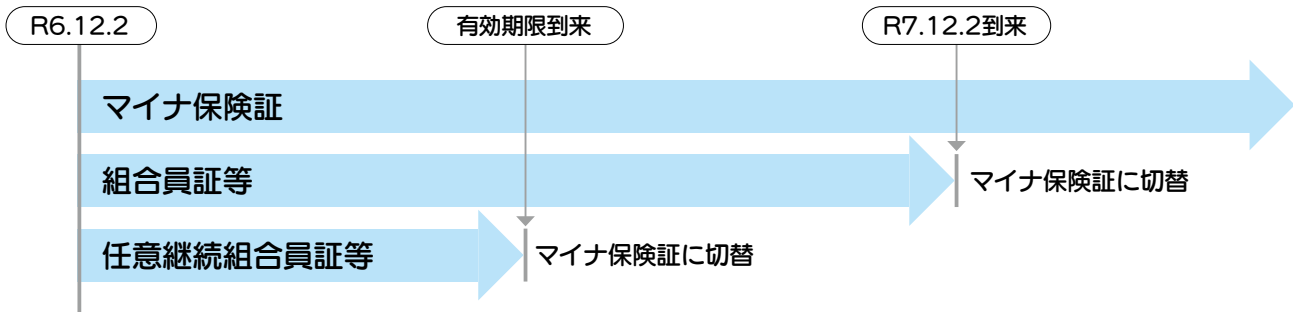 R6.12.2
有効期限到来
R7.12.2到来
マイナ保険証
組合員証等
マイナ保険証に切替
任意継続組合員証等
マイナ保険証に切替